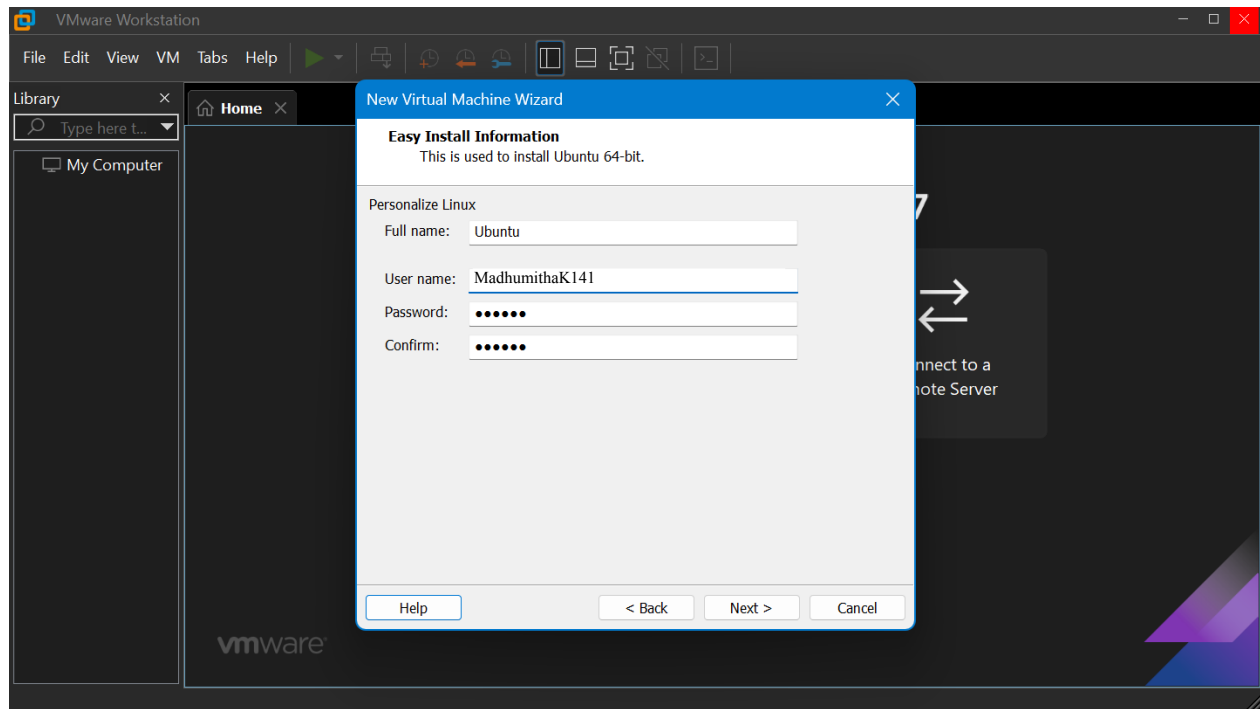 VMware Workstation
File Edit View VM Tabs Help
Library
Type here t...
My Computer
Home
New Virtual Machine Wizard
Easy Install Information
This is used to install Ubuntu 64-bit.
Personalize Linux
Full name: Ubuntu
User name: MadhumithaK141
Password: ●●●●●●
Confirm: ●●●●●●
7
nnect to a
note Server
Help < Back Next > Cancel
vmware